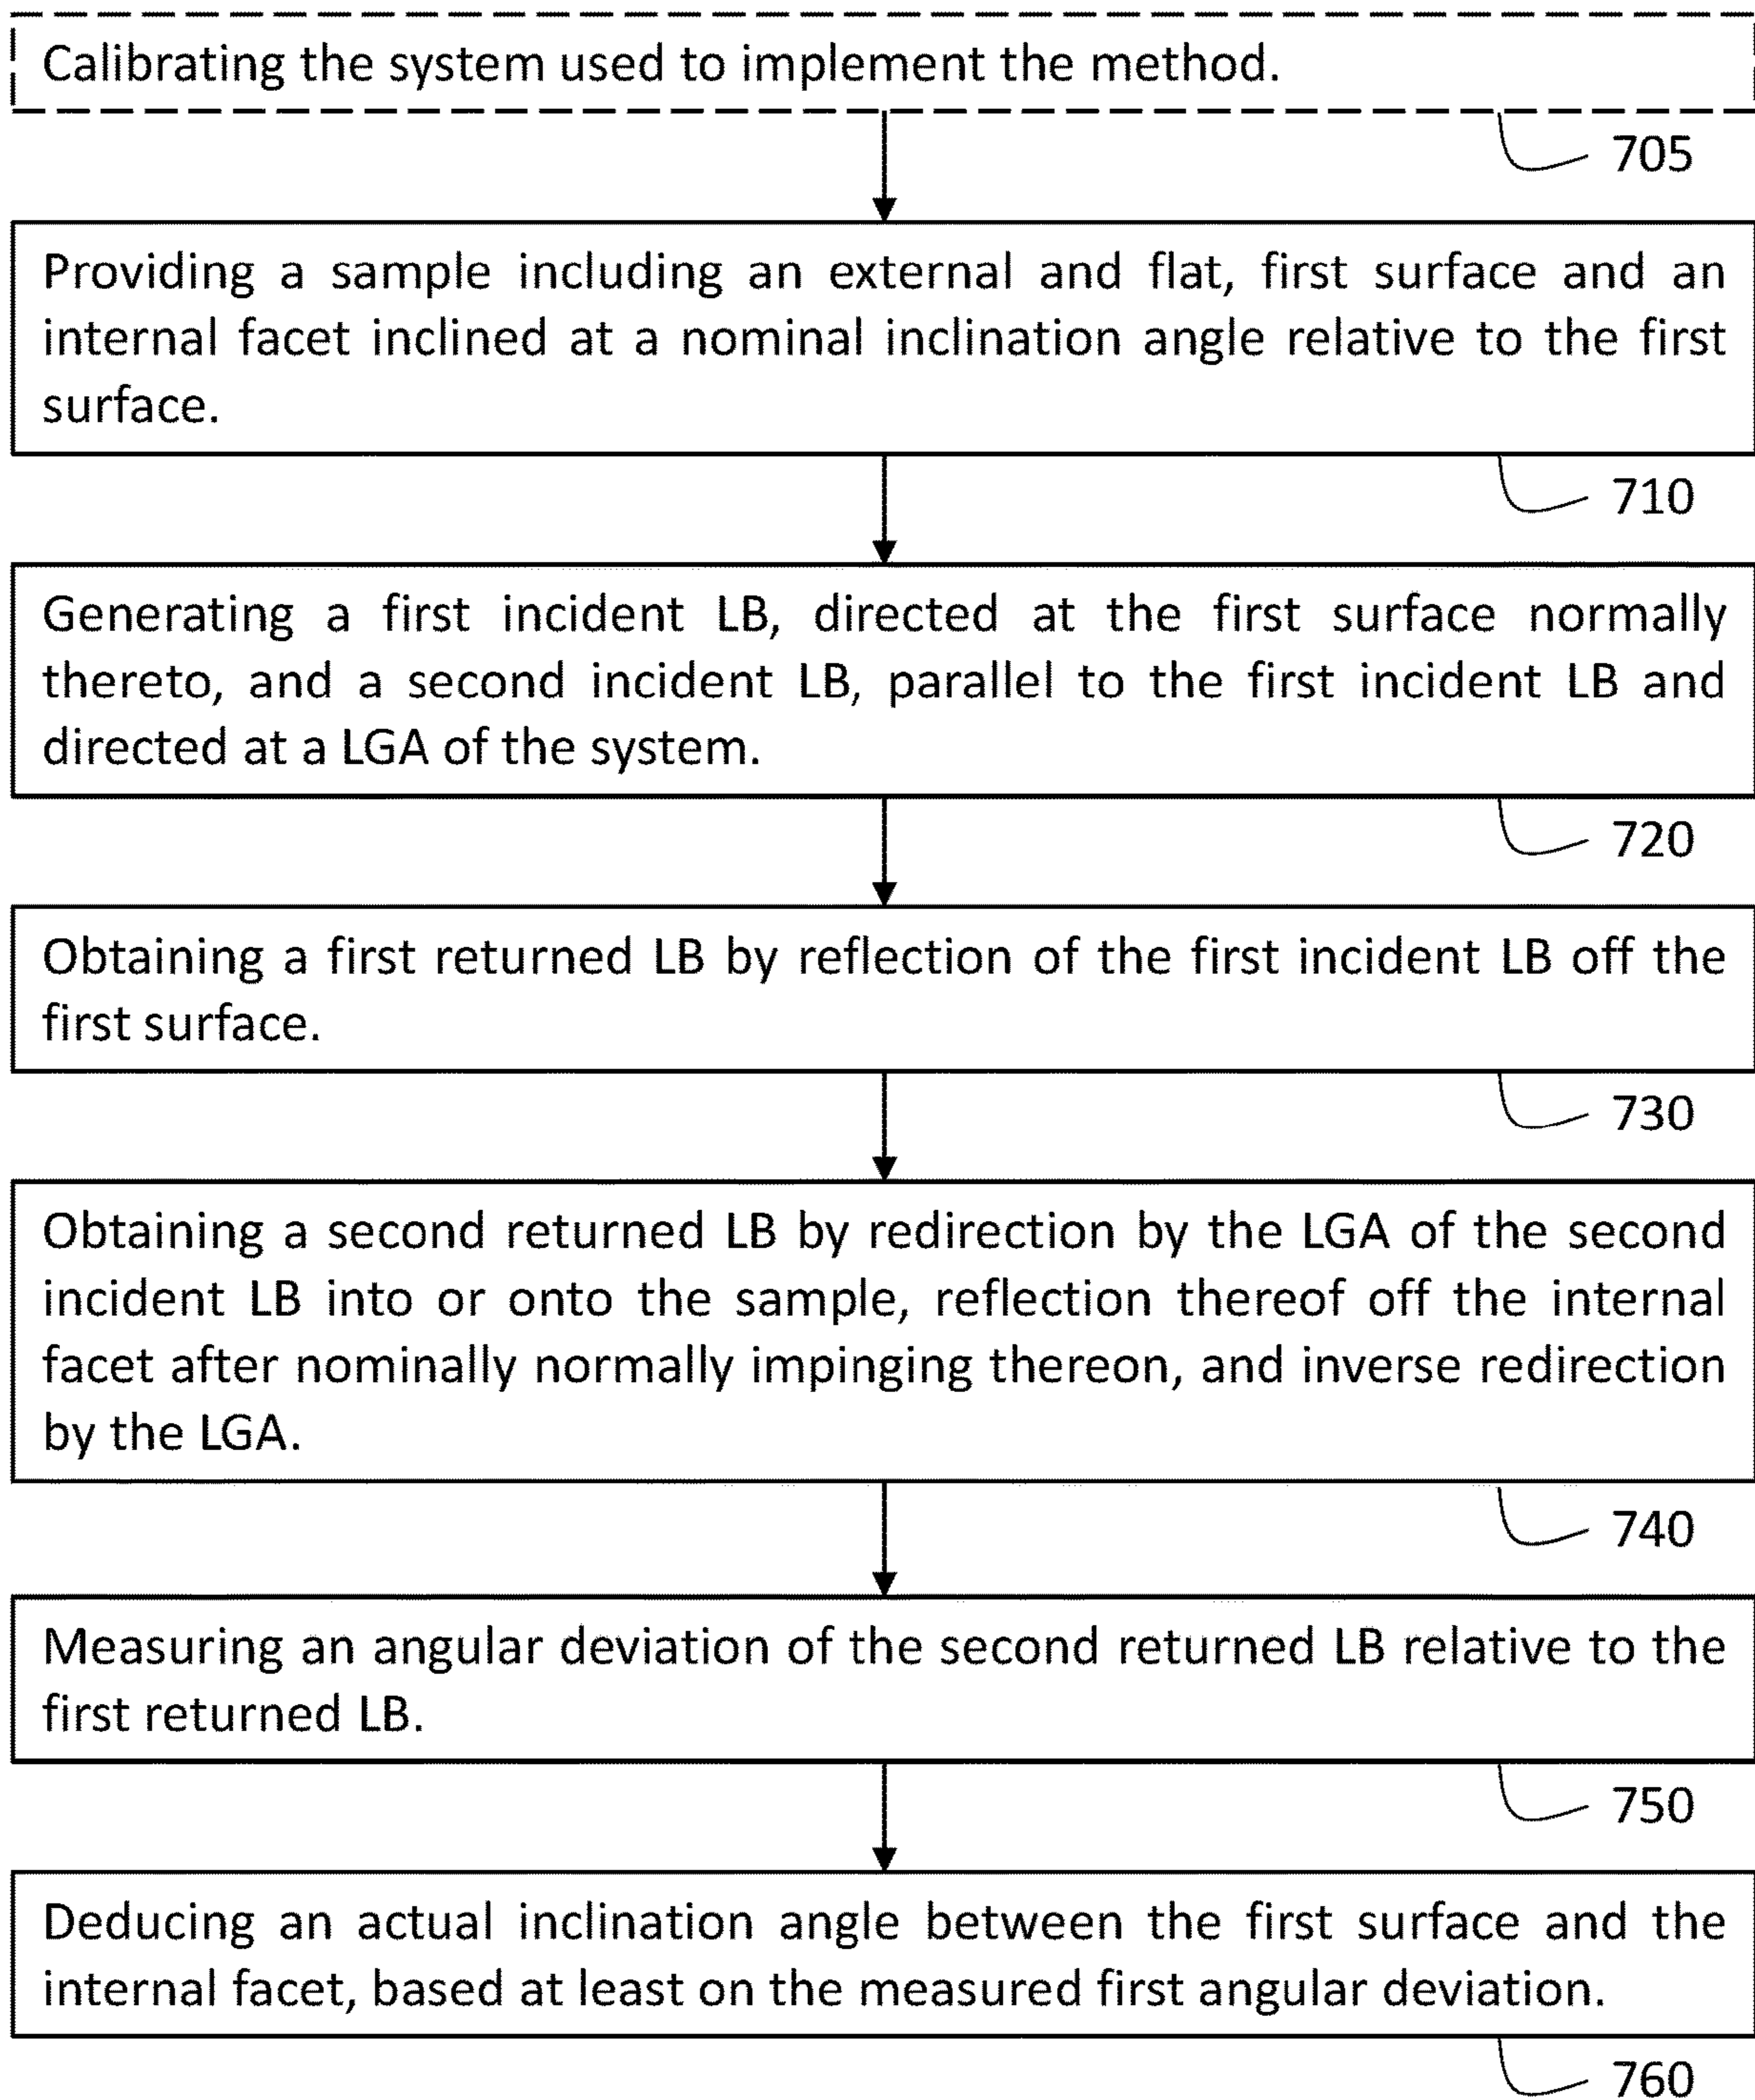 Calibrating the system used to implement the method.
705
Providing a sample including an external and flat, first surface and an
internal facet inclined at a nominal inclination angle relative to the first
surface.
710
Generating a first incident LB, directed at the first surface normally
thereto, and a second incident LB, parallel to the first incident LB and
directed at a LGA of the system.
720
Obtaining a first returned LB by reflection of the first incident LB off the
first surface.
730
Obtaining a second returned LB by redirection by the LGA of the second
incident LB into or onto the sample, reflection thereof off the internal
facet after nominally normally impinging thereon, and inverse redirection
by the LGA.
740
Measuring an angular deviation of the second returned LB relative to the
first returned LB.
750
Deducing an actual inclination angle between the first surface and the
internal facet, based at least on the measured first angular deviation.
760